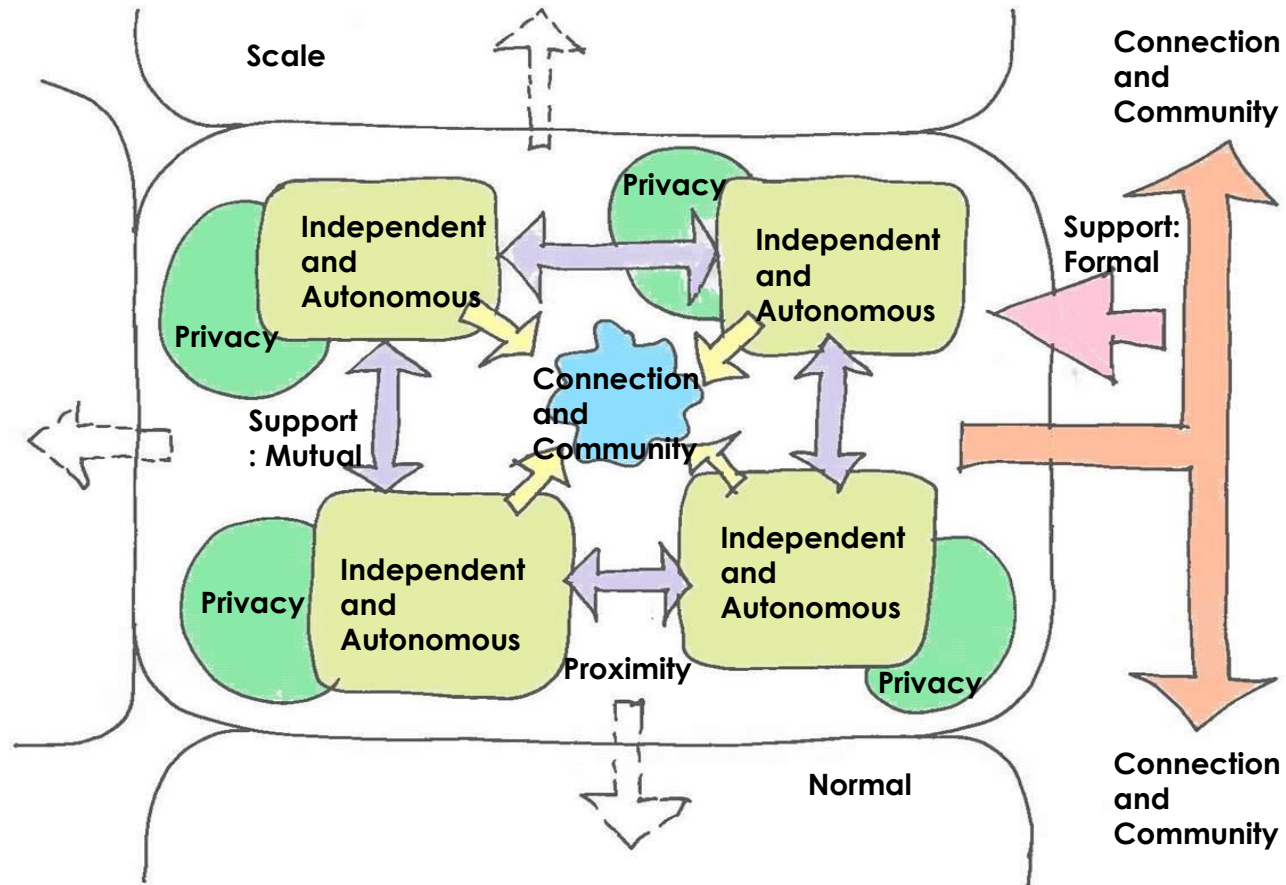 Scale
Connection
and
Community
Privacy
Independent
and
Autonomous
Independent
and
Autonomous
Support:
Formal
Privacy
Connection
and
Community
Support
: Mutual
Independent
and
Autonomous
Independent
and
Autonomous
Privacy
Proximity
Privacy
Normal
Connection
and
Community